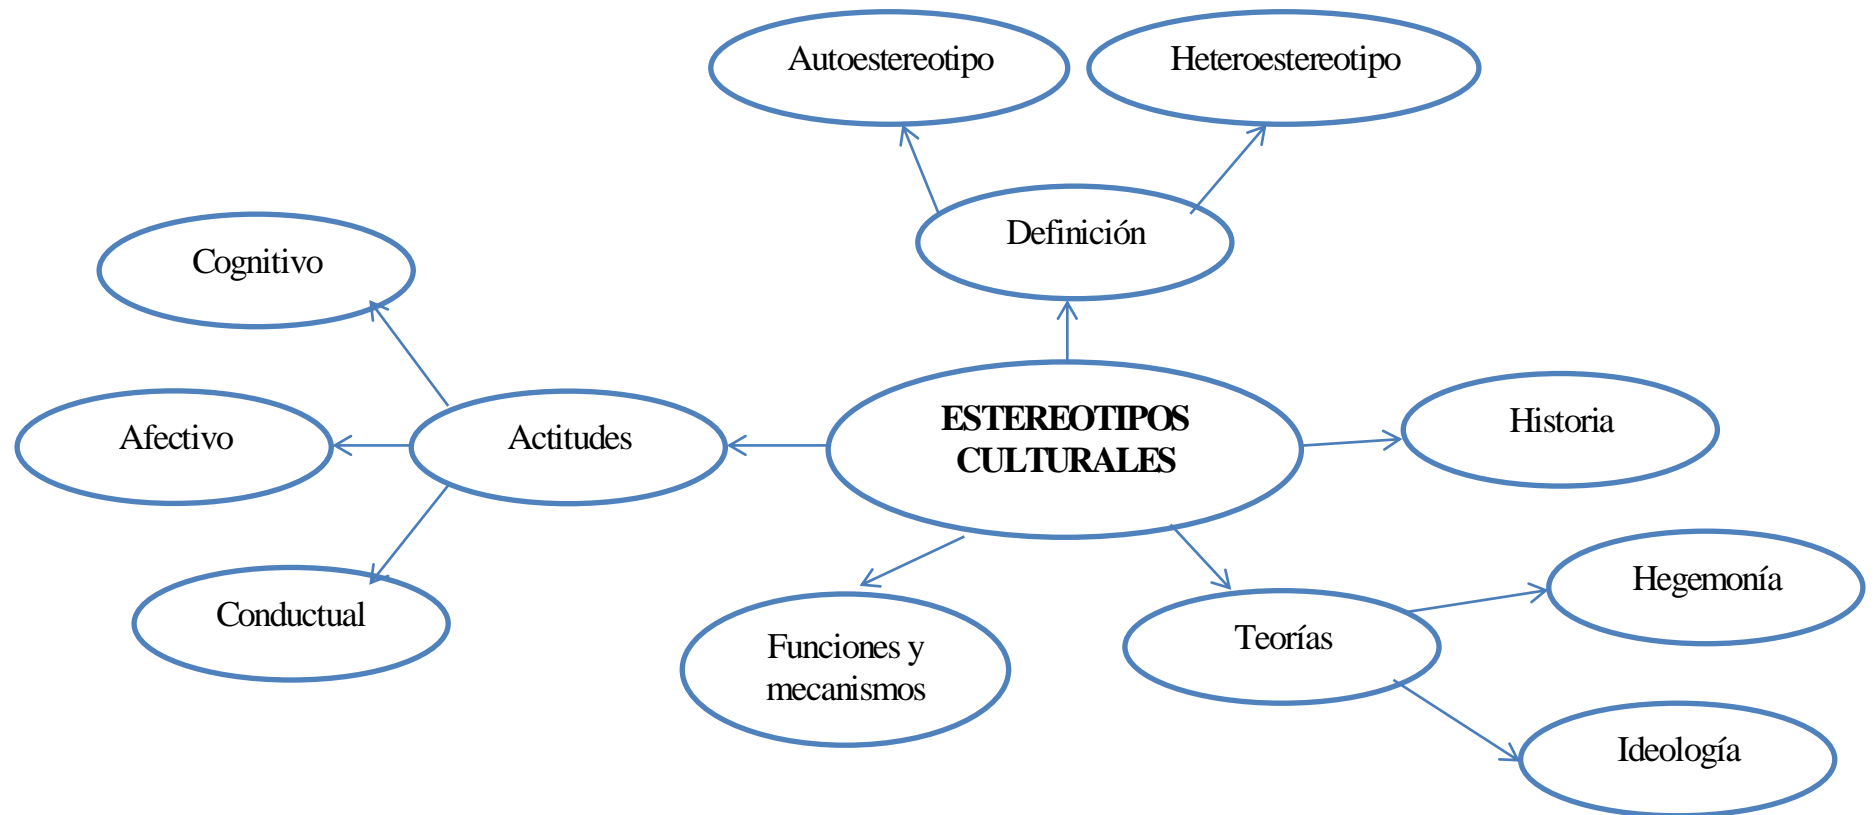 Autoestereotipo
Heteroestereotipo
Definición
Cognitivo
Afectivo
Actitudes
Conductual
ESTEREOTIPOS
CULTURALES
Historia
Funciones y
mecanismos
Teorías
Hegemonía
Ideología